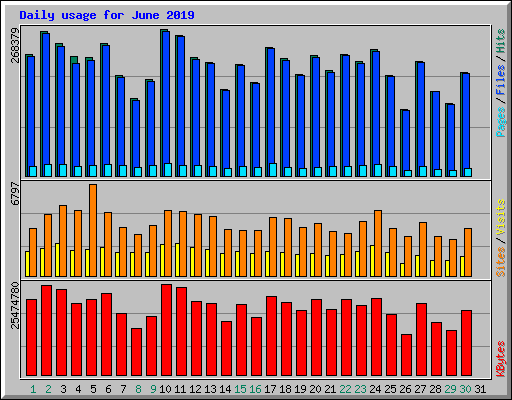 Daily usage for June 2019
268379
Pages / Files / Hits
6797
Sites / Visits
25474780
KBytes
1 2 3 4 5 6 7 8 9 10 11 12 13 14 15 16 17 18 19 20 21 22 23 24 25 26 27 28 29 30 31